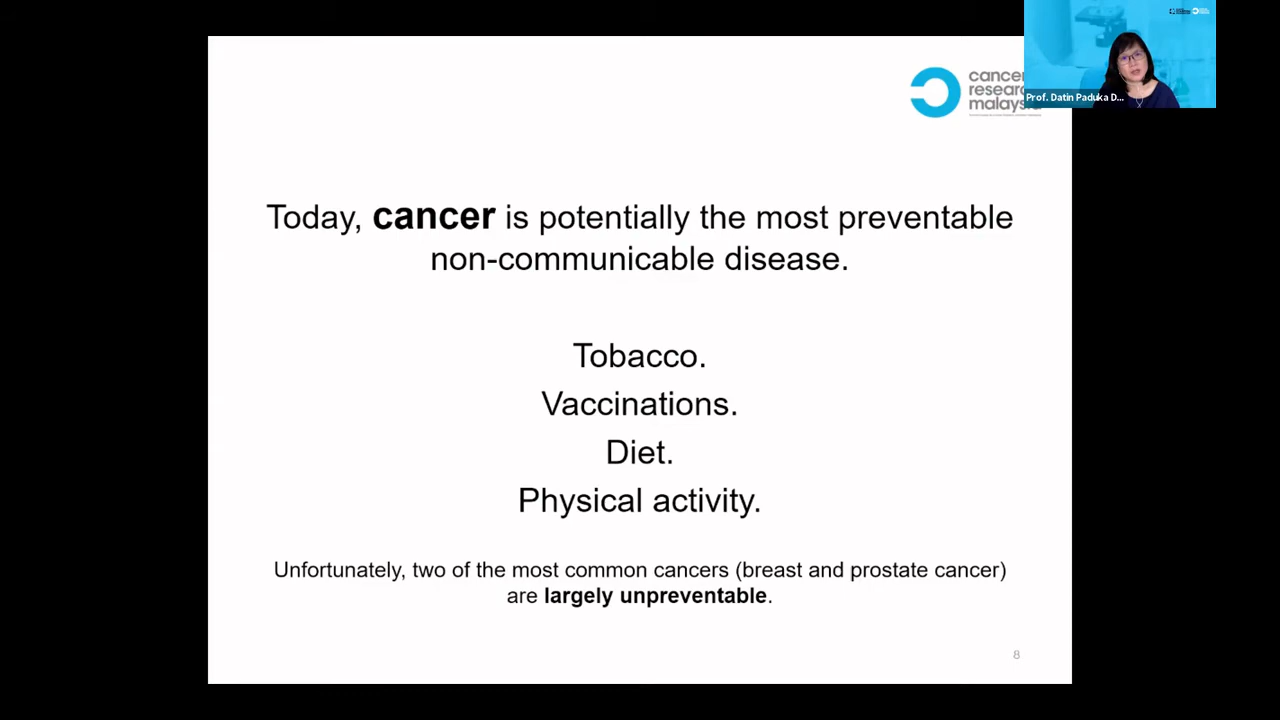 cancer
research
malaysia
Prof. Datin Paduka D...
Today, cancer is potentially the most preventable
non-communicable disease.
Tobacco.
Vaccinations.
Diet.
Physical activity.
Unfortunately, two of the most common cancers (breast and prostate cancer)
are largely unpreventable.
8